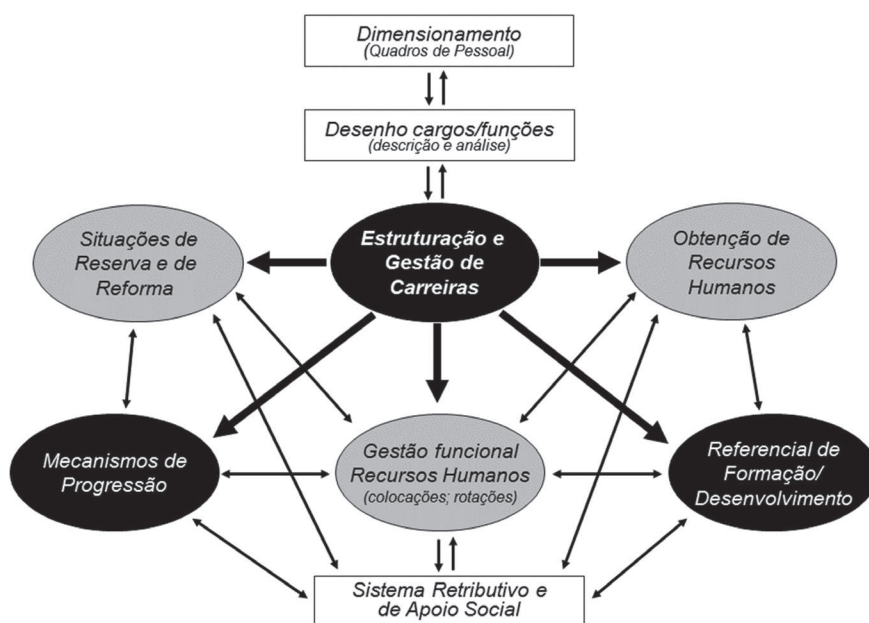 Dimensionamento
(Quadros de Pessoal)
Desenho cargos/funções
(descrição e análise)
Situações de
Reserva e de
Reforma
Estruturação e
Gestão de
Carreiras
Obtenção de
Recursos
Humanos
Mecanismos de
Progressão
Gestão funcional
Recursos Humanos
(colocações; rotações)
Referencial de
Formação/
Desenvolvimento
Sistema Retributivo e
de Apoio Social